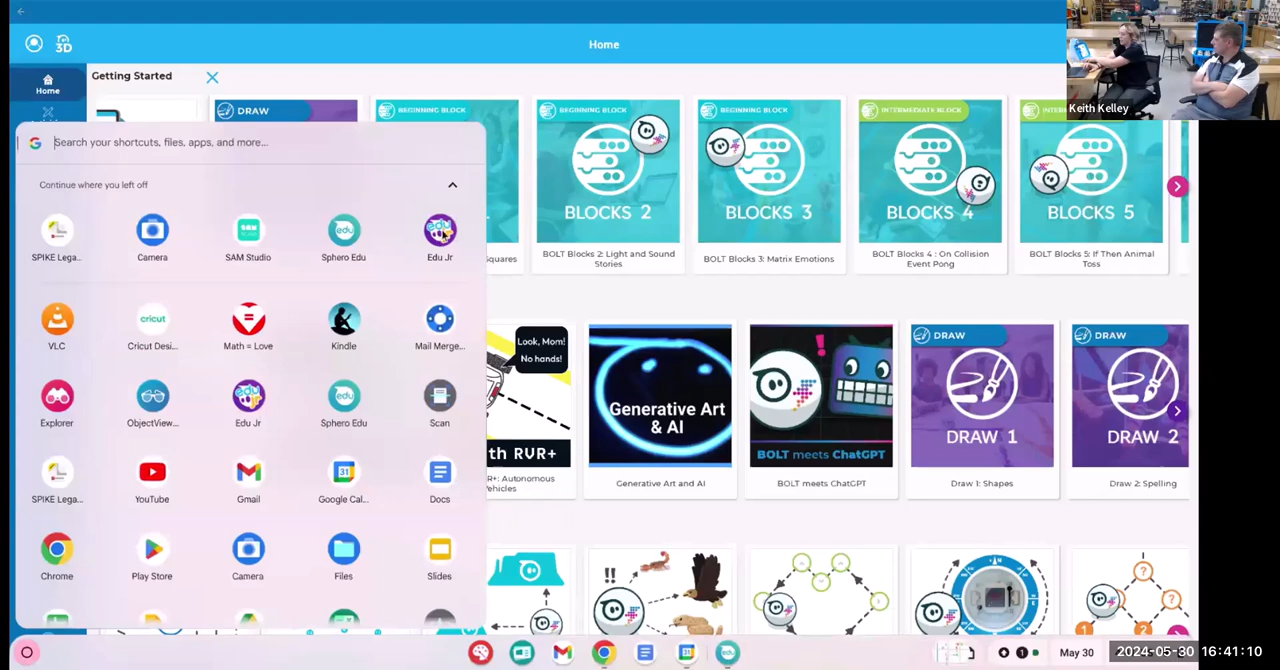 3D
Home
Keith Kelley
Home
Getting Started
DRAW
BEGINNING BLOCK
BEGINNING BLOCK
BEGINNING BLOCK
INTERMEDIATE BLOCK
BLOCKS 2
BLOCKS 3
BLOCKS 4
BLOCKS 5
BOLT Blocks 2: Light and Sound
Stories
BOLT Blocks 3: Matrix Emotions
BOLT Blocks 4 : On Collision
Event Pong
BOLT Blocks 5: If Then Animal
Toss
Search your shortcuts, files, apps, and more...
Continue where you left off
SPIKE Lega...
Camera
SAM Studio
Sphero Edu
Edu Jr
VLC
cricut
Cricut Desi...
Math = Love
Kindle
Mail Merge...
Explorer
ObjectView...
Edu Jr
Sphero Edu
Scan
SPIKE Lega...
YouTube
Gmail
Google Cal...
Docs
Chrome
Play Store
Camera
Files
Slides
Look, Mom!
No hands!
th RVR+
R+: Autonomous
Generative Art
& AI
Generative Art and AI
BOLT meets ChatGPT
BOLT meets ChatGPT
DRAW
DRAW 1
Draw 1: Shapes
DRAW
DRAW 2
Draw 2: Spelling
May 30
2024-05-30 16:41:10